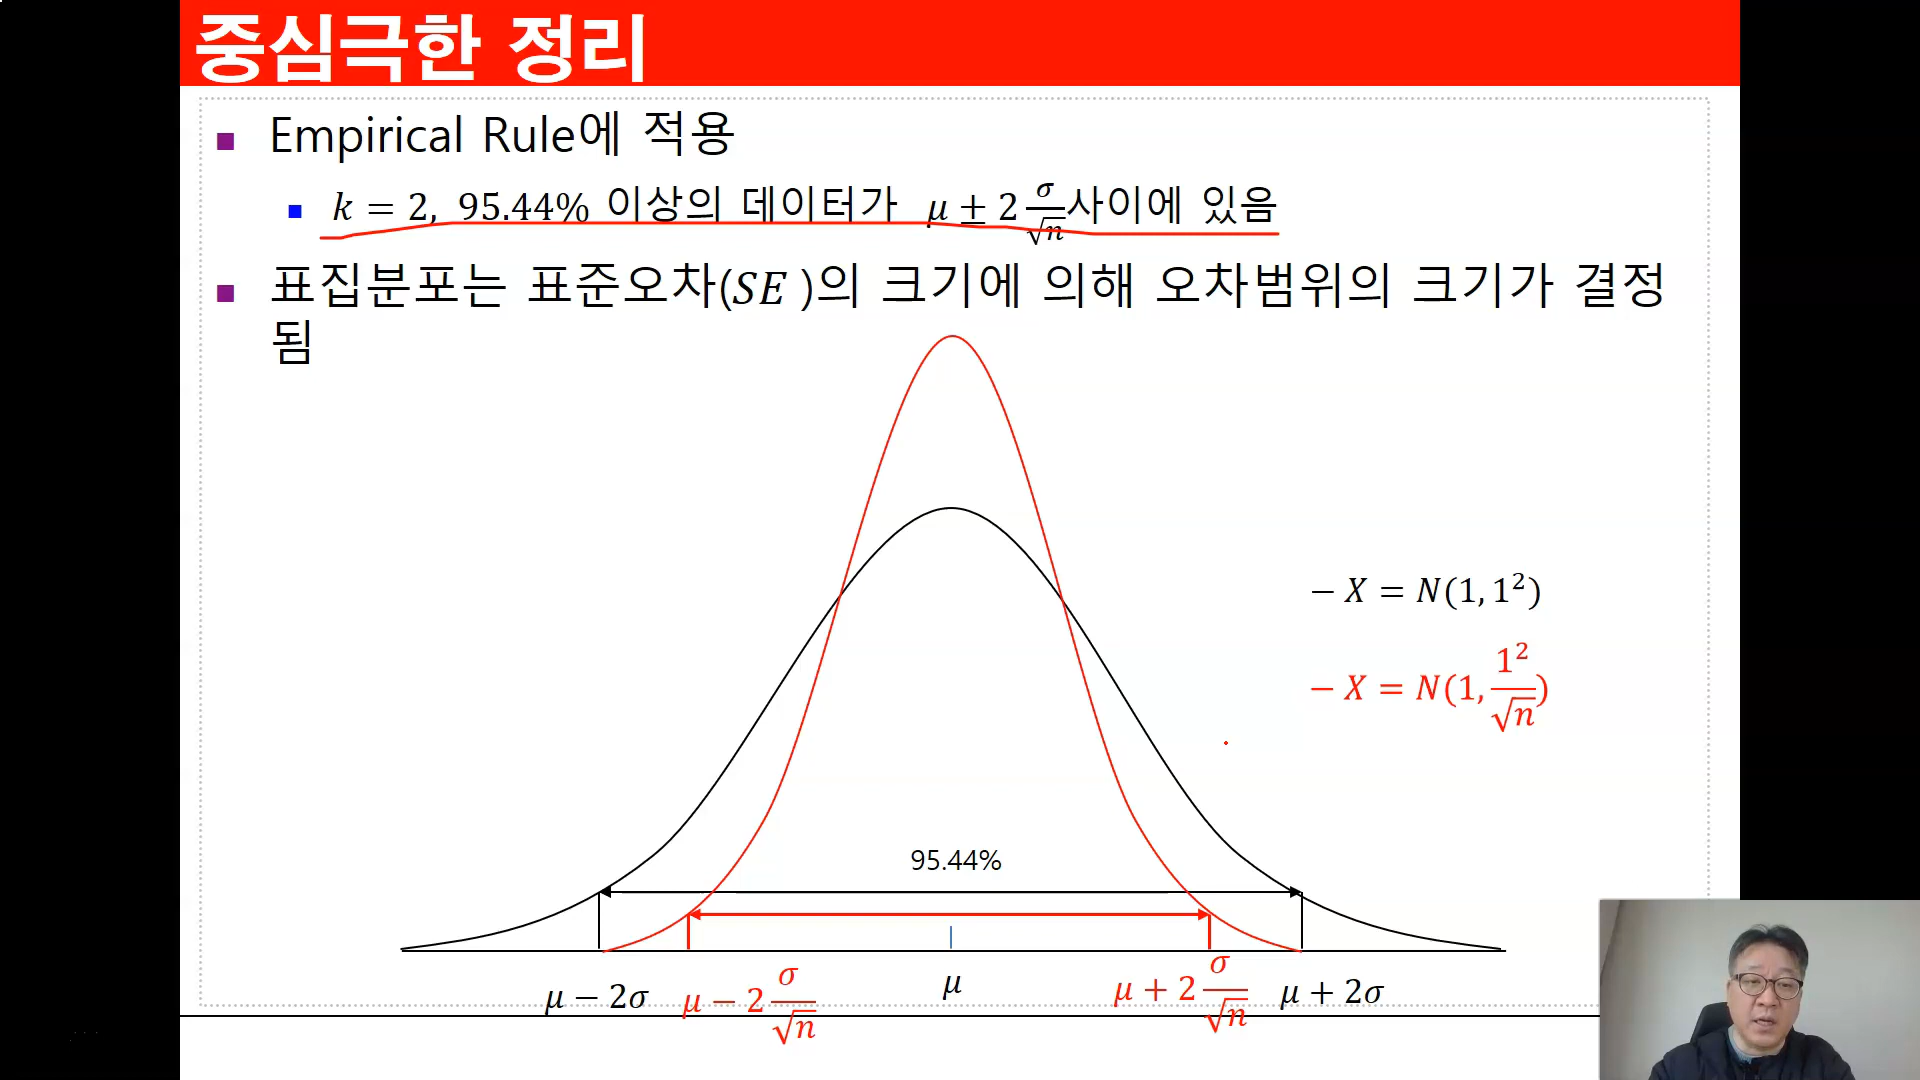 중심극한 정리
Empirical Rule에 적용
k = 2, 95.44% 이상의 데이터가 μ ± 2 σ/√n 사이에 있음
표집분포는 표준오차(SE )의 크기에 의해 오차범위의 크기가 결정
됨
− X = N(1, 1²)
− X = N(1, 1²/√n)
95.44%
μ − 2σ μ − 2 σ/√n μ μ + 2 σ/√n μ + 2σ